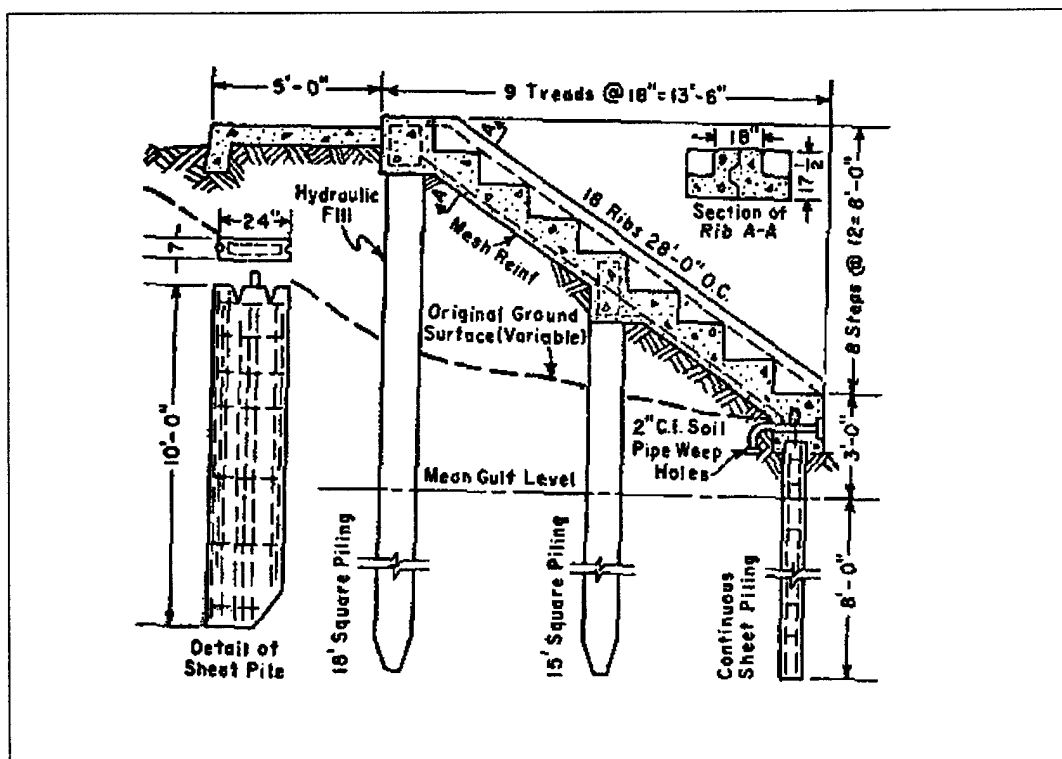 5'-0"
9 Treads @ 18"=13'-6"
A
18"
17 1/2
Section of
Rib A-A
Hydraulic
Fill
A
Mesh Reinf
18 Ribs 28'-0" O.C.
8 Steps @ 12=8'-0"
24"
7"
Original Ground
Surface (Variable)
10'-0"
2" C.I. Soil
Pipe Weep
Holes
3'-0"
Mean Gulf Level
18' Square Piling
15' Square Piling
Continuous
Sheet Piling
8'-0"
Detail of
Sheet Pile